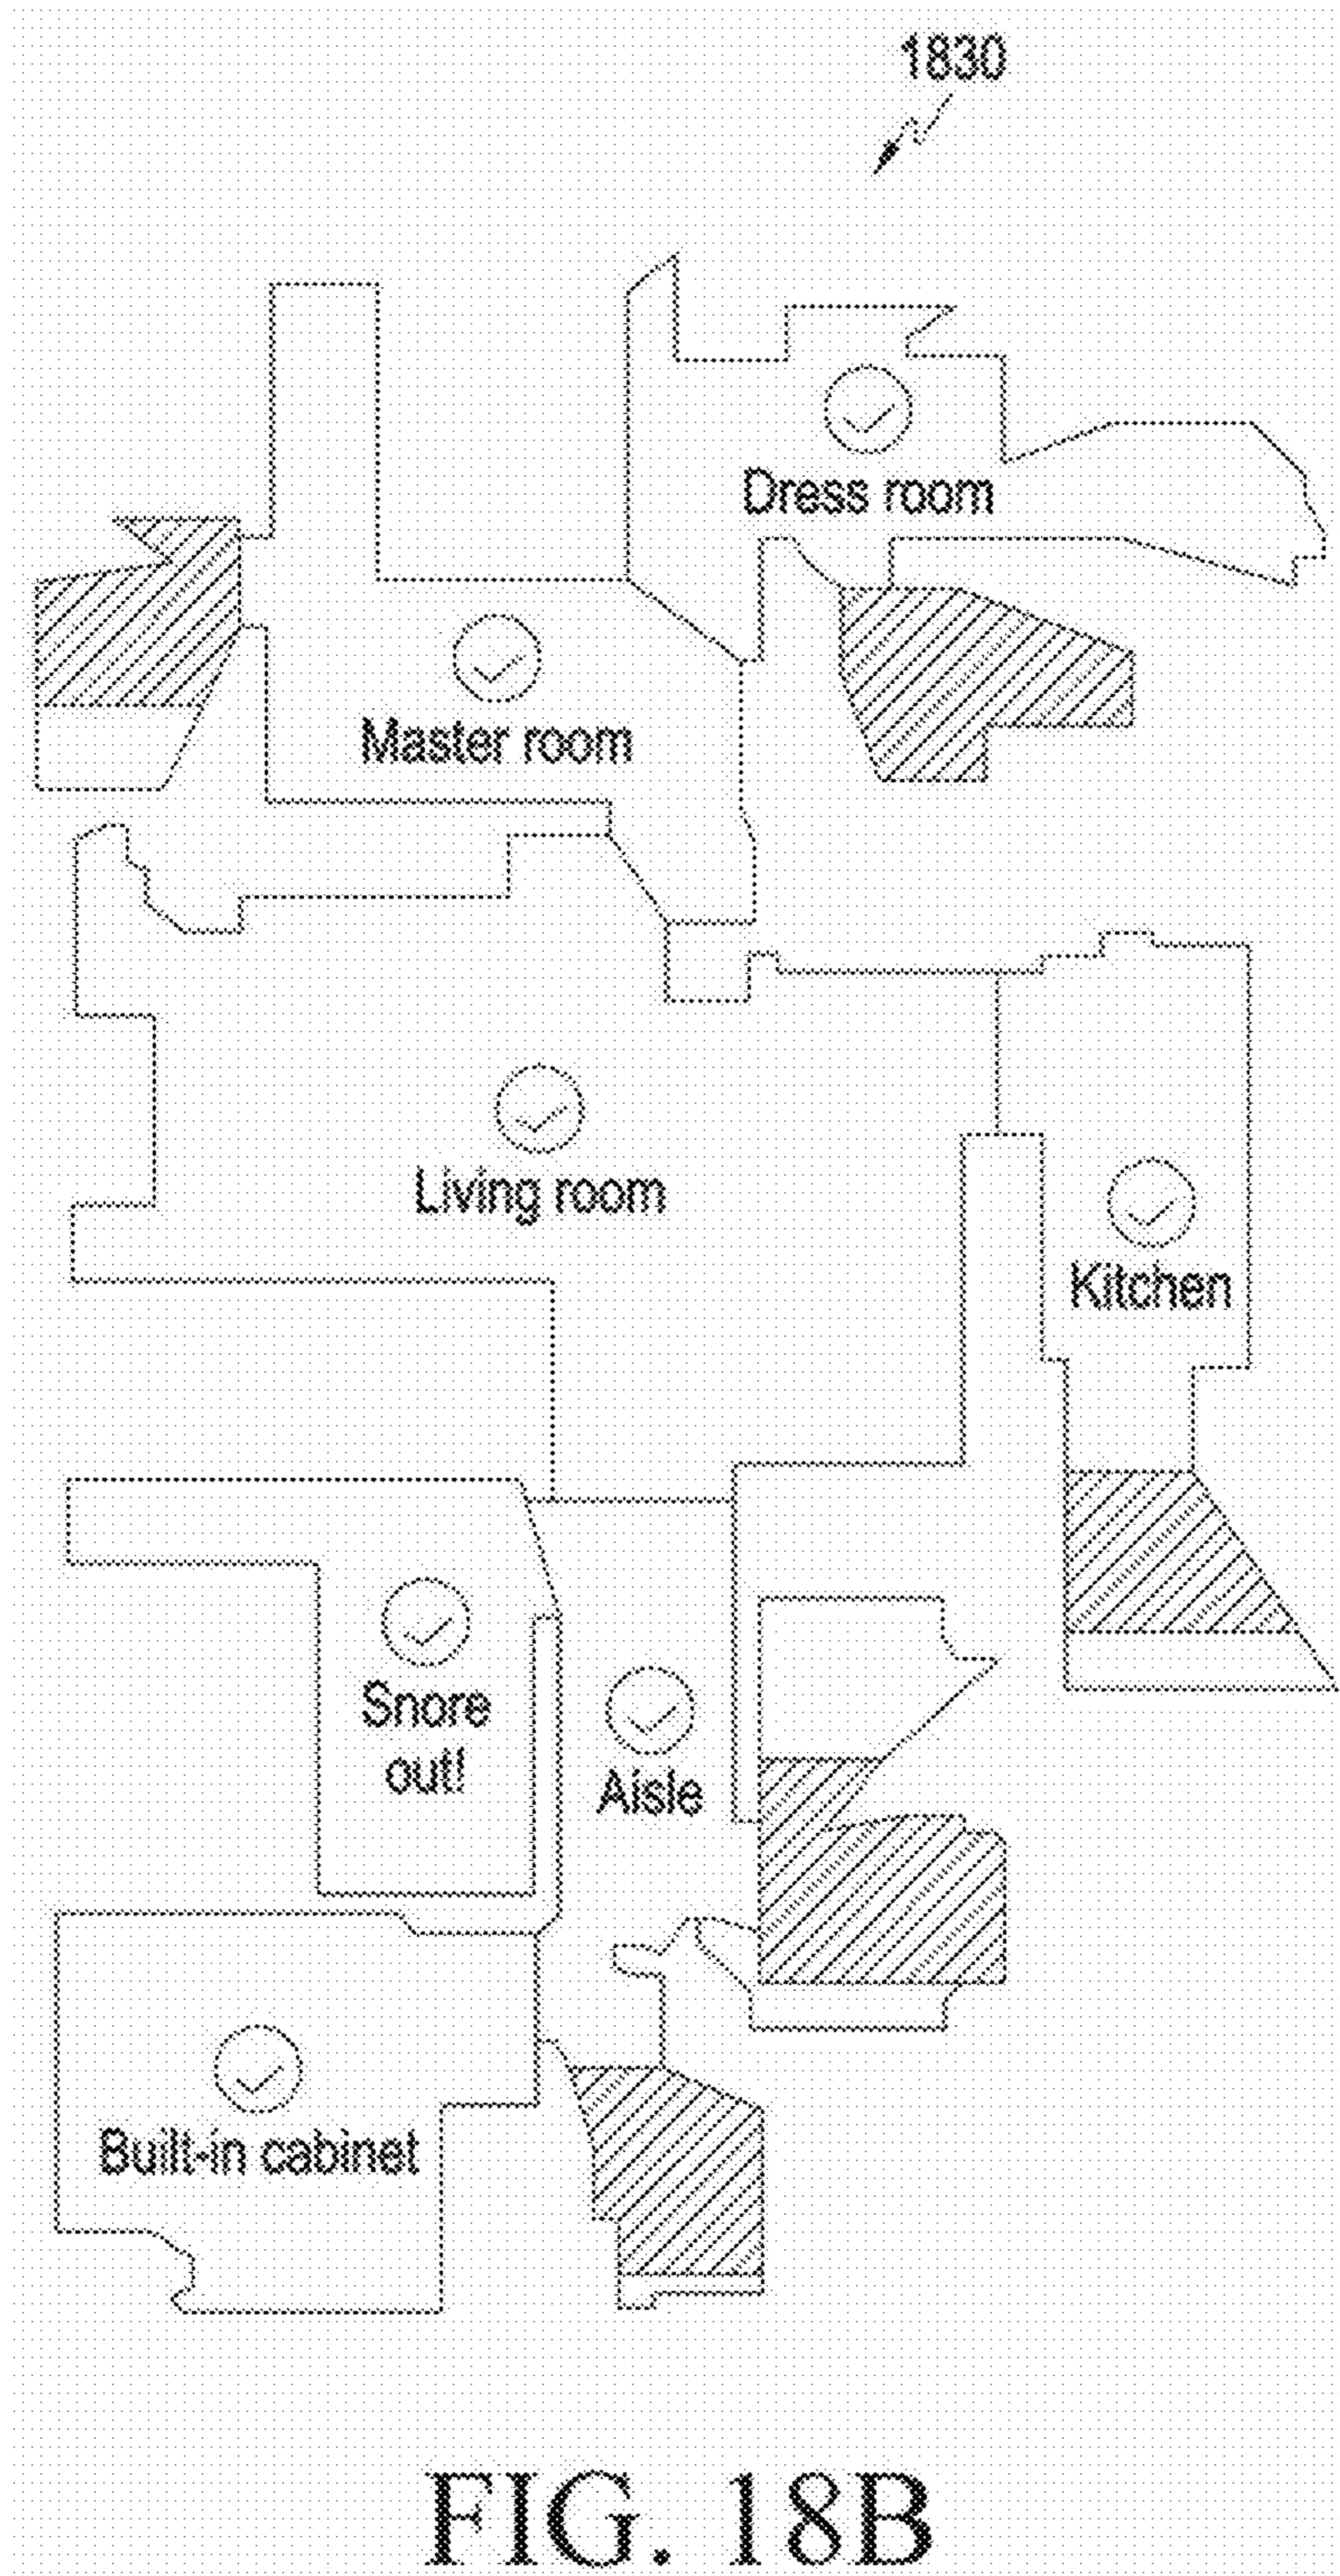 1830
Dress room
Master room
Living room
Kitchen
Snore
out!
Aisle
Built-in cabinet
FIG. 18B